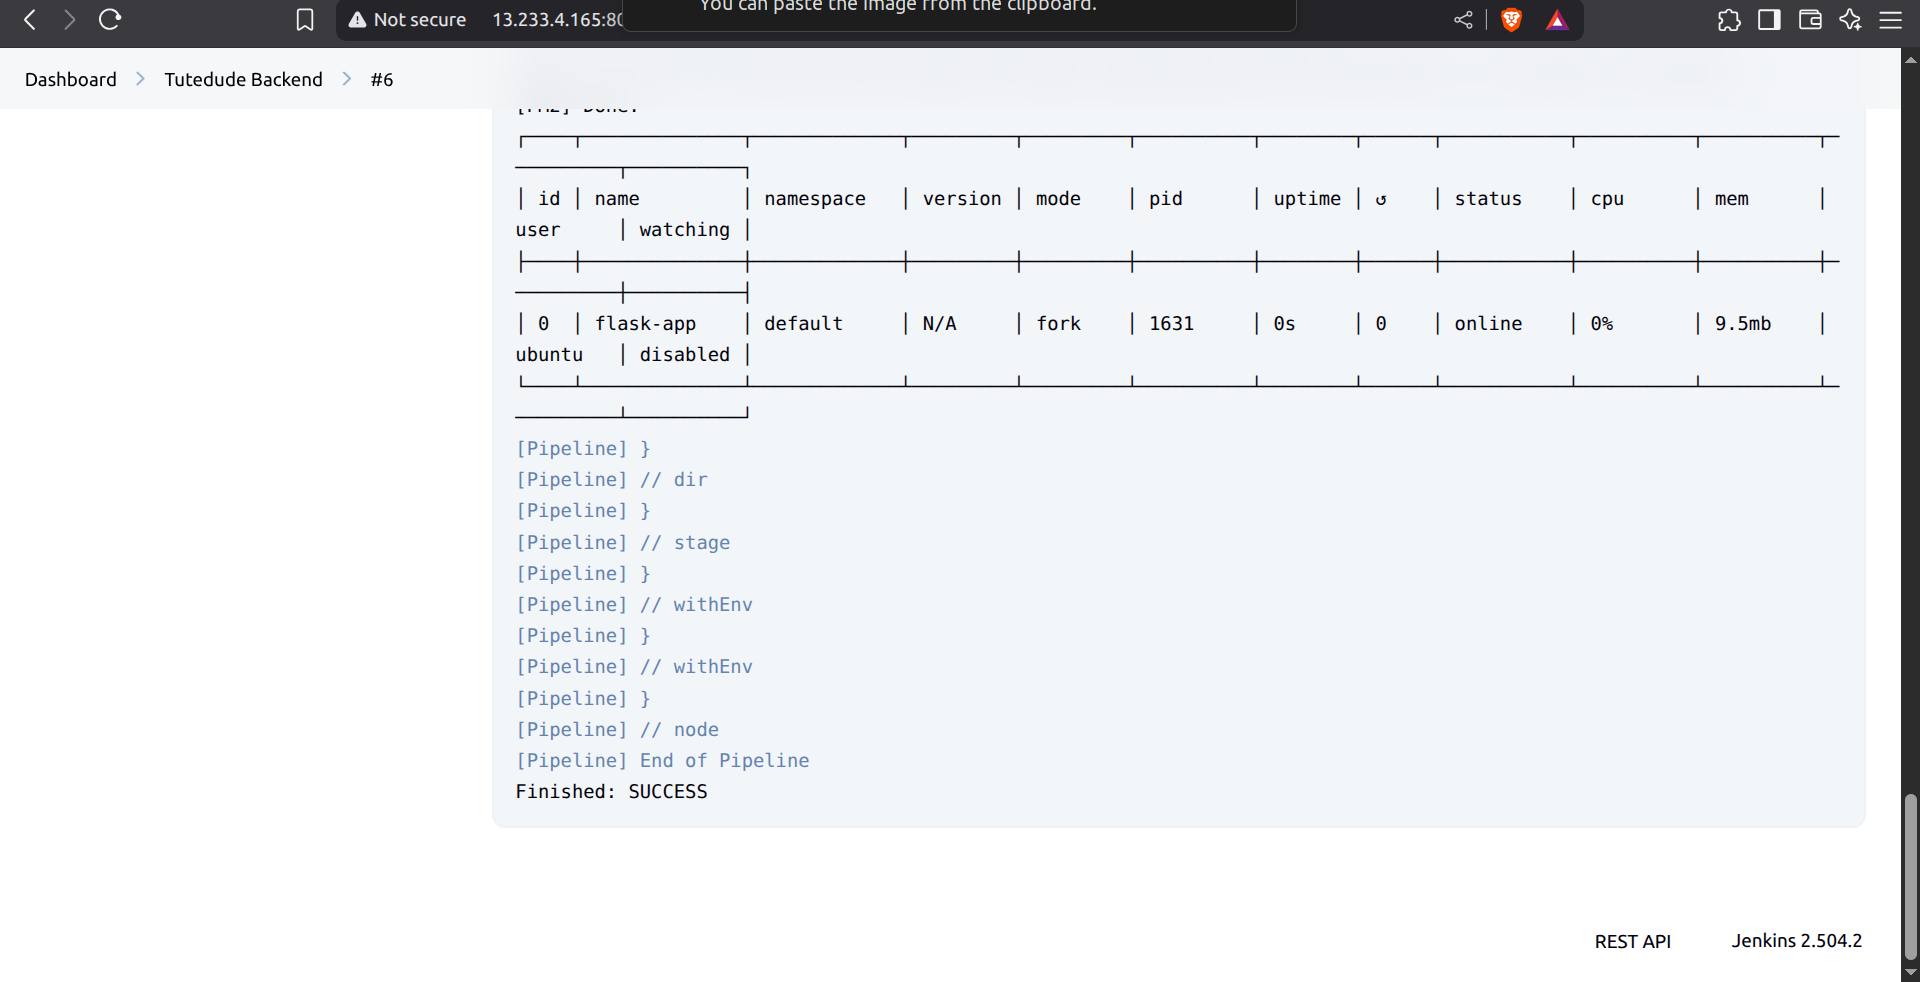 You can paste the image from the clipboard.
Not secure 13.233.4.165:80
Dashboard > Tutedude Backend > #6
[PM2] Done.
┌────┬───────────────┬──────────────┬─────────┬─────────┬──────────┬────────┬──────┬───────────┬──────────┬──────────┬─
─────────┬──────────┐
│ id │ name │ namespace │ version │ mode │ pid │ uptime │ ↺ │ status │ cpu │ mem │
user │ watching │
├────┼───────────────┼──────────────┼─────────┼─────────┼──────────┼────────┼──────┼───────────┼──────────┼──────────┼─
─────────┼──────────┤
│ 0 │ flask-app │ default │ N/A │ fork │ 1631 │ 0s │ 0 │ online │ 0% │ 9.5mb │
ubuntu │ disabled │
└────┴───────────────┴──────────────┴─────────┴─────────┴──────────┴────────┴──────┴───────────┴──────────┴──────────┴─
─────────┴──────────┘
[Pipeline] }
[Pipeline] // dir
[Pipeline] }
[Pipeline] // stage
[Pipeline] }
[Pipeline] // withEnv
[Pipeline] }
[Pipeline] // withEnv
[Pipeline] }
[Pipeline] // node
[Pipeline] End of Pipeline
Finished: SUCCESS
REST API Jenkins 2.504.2